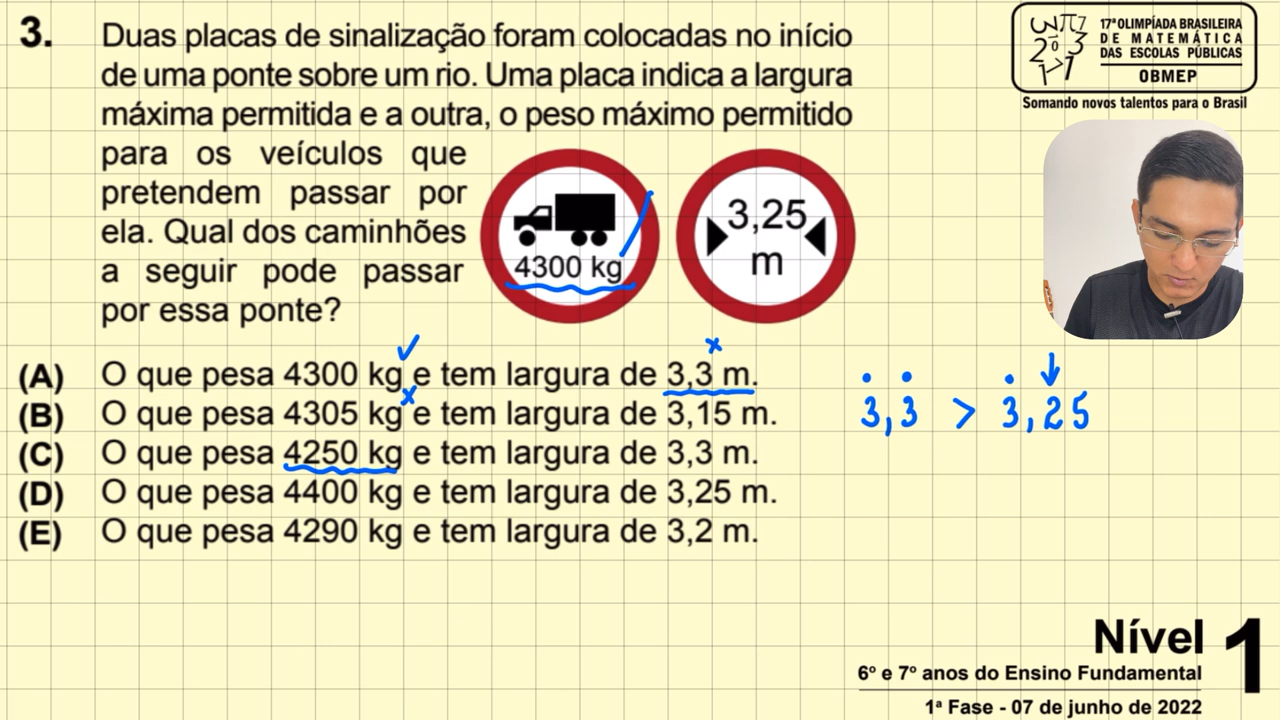 3. Duas placas de sinalização foram colocadas no início
de uma ponte sobre um rio. Uma placa indica a largura
máxima permitida e a outra, o peso máximo permitido
para os veículos que
pretendem passar por
ela. Qual dos caminhões
a seguir pode passar
por essa ponte?
4300 kg
3,25
m
(A) O que pesa 4300 kg e tem largura de 3,3 m.
(B) O que pesa 4305 kg e tem largura de 3,15 m.
(C) O que pesa 4250 kg e tem largura de 3,3 m.
(D) O que pesa 4400 kg e tem largura de 3,25 m.
(E) O que pesa 4290 kg e tem largura de 3,2 m.
3,3 > 3,25
17ª OLIMPÍADA BRASILEIRA
DE MATEMÁTICA
DAS ESCOLAS PÚBLICAS
OBMEP
Somando novos talentos para o Brasil
Nível 1
6º e 7º anos do Ensino Fundamental
1ª Fase - 07 de junho de 2022